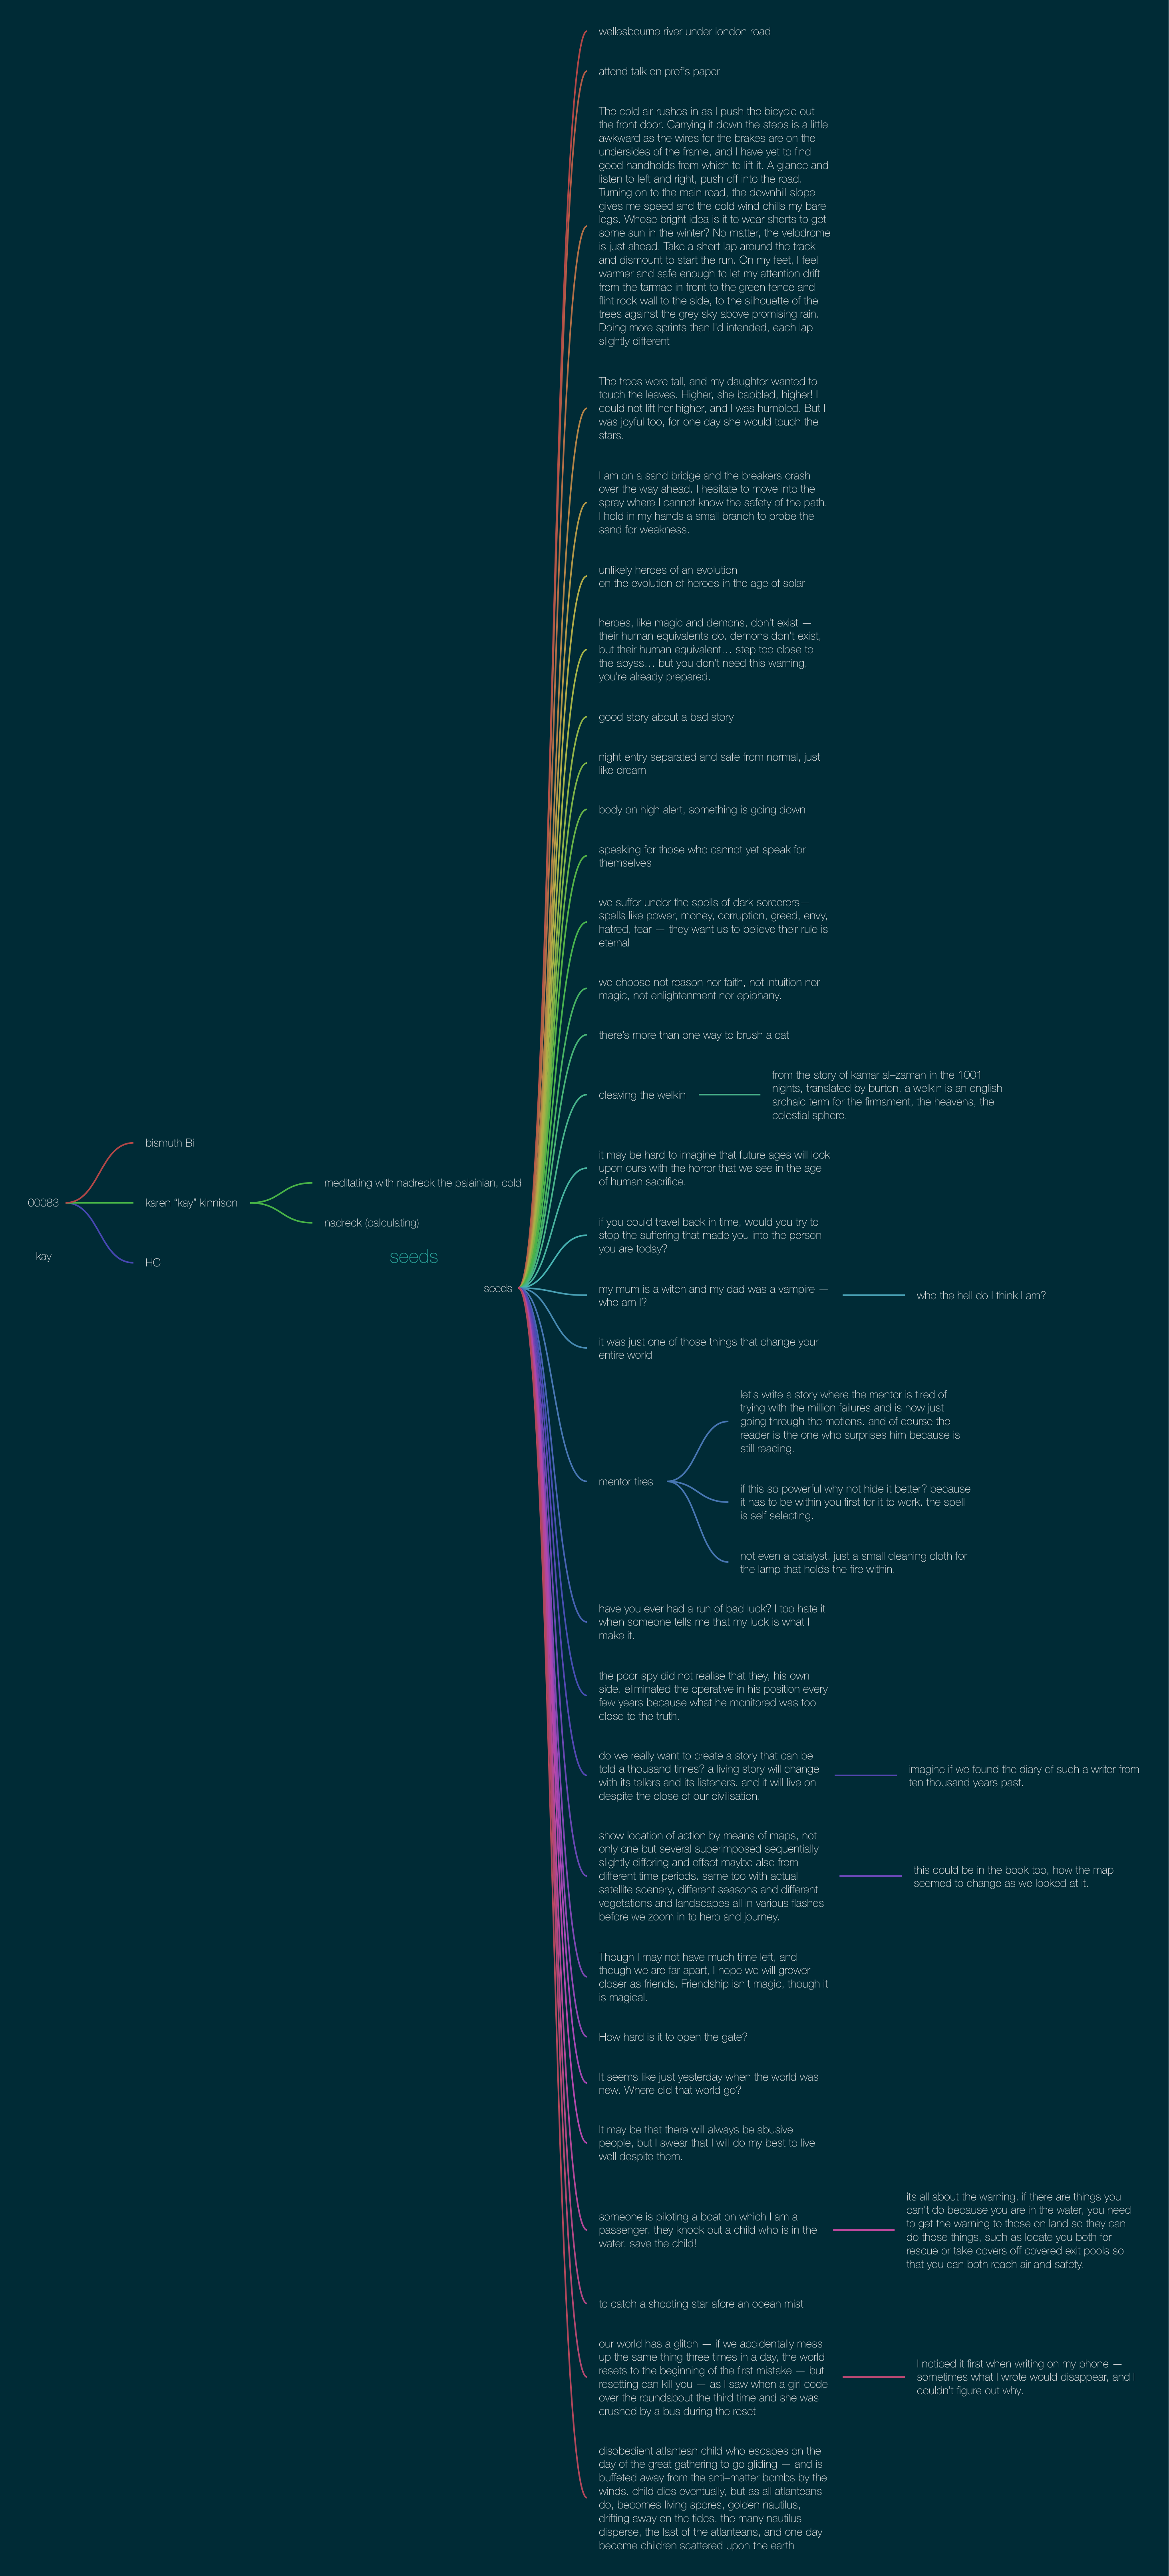 00083
kay
bismuth Bi
karen “kay” kinnison
meditating with nadreck the palainian, cold
nadreck (calculating)
HC
seeds
seeds
wellesbourne river under london road
attend talk on prof's paper
The cold air rushes in as I push the bicycle out
the front door. Carrying it down the steps is a little
awkward as the wires for the brakes are on the
undersides of the frame, and I have yet to find
good handholds from which to lift it. A glance and
listen to left and right, push off into the road.
Turning on to the main road, the downhill slope
gives me speed and the cold wind chills my bare
legs. Whose bright idea is it to wear shorts to get
some sun in the winter? No matter, the velodrome
is just ahead. Take a short lap around the track
and dismount to start the run. On my feet, I feel
warmer and safe enough to let my attention drift
from the tarmac in front to the green fence and
flint rock wall to the side, to the silhouette of the
trees against the grey sky above promising rain.
Doing more sprints than I'd intended, each lap
slightly different
The trees were tall, and my daughter wanted to
touch the leaves. Higher, she babbled, higher! I
could not lift her higher, and I was humbled. But I
was joyful too, for one day she would touch the
stars.
I am on a sand bridge and the breakers crash
over the way ahead. I hesitate to move into the
spray where I cannot know the safety of the path.
I hold in my hands a small branch to probe the
sand for weakness.
unlikely heroes of an evolution
on the evolution of heroes in the age of solar
heroes, like magic and demons, don't exist —
their human equivalents do. demons don't exist,
but their human equivalent… step too close to
the abyss… but you don't need this warning,
you're already prepared.
good story about a bad story
night entry separated and safe from normal, just
like dream
body on high alert, something is going down
speaking for those who cannot yet speak for
themselves
we suffer under the spells of dark sorcerers—
spells like power, money, corruption, greed, envy,
hatred, fear — they want us to believe their rule is
eternal
we choose not reason nor faith, not intuition nor
magic, not enlightenment nor epiphany.
there's more than one way to brush a cat
cleaving the welkin
from the story of kamar al–zaman in the 1001
nights, translated by burton. a welkin is an english
archaic term for the firmament, the heavens, the
celestial sphere.
it may be hard to imagine that future ages will look
upon ours with the horror that we see in the age
of human sacrifice.
if you could travel back in time, would you try to
stop the suffering that made you into the person
you are today?
my mum is a witch and my dad was a vampire —
who am I?
who the hell do I think I am?
it was just one of those things that change your
entire world
mentor tires
let's write a story where the mentor is tired of
trying with the million failures and is now just
going through the motions. and of course the
reader is the one who surprises him because is
still reading.
if this so powerful why not hide it better? because
it has to be within you first for it to work. the spell
is self selecting.
not even a catalyst. just a small cleaning cloth for
the lamp that holds the fire within.
have you ever had a run of bad luck? I too hate it
when someone tells me that my luck is what I
make it.
the poor spy did not realise that they, his own
side. eliminated the operative in his position every
few years because what he monitored was too
close to the truth.
do we really want to create a story that can be
told a thousand times? a living story will change
with its tellers and its listeners. and it will live on
despite the close of our civilisation.
imagine if we found the diary of such a writer from
ten thousand years past.
show location of action by means of maps, not
only one but several superimposed sequentially
slightly differing and offset maybe also from
different time periods. same too with actual
satellite scenery, different seasons and different
vegetations and landscapes all in various flashes
before we zoom in to hero and journey.
this could be in the book too, how the map
seemed to change as we looked at it.
Though I may not have much time left, and
though we are far apart, I hope we will grower
closer as friends. Friendship isn't magic, though it
is magical.
How hard is it to open the gate?
It seems like just yesterday when the world was
new. Where did that world go?
It may be that there will always be abusive
people, but I swear that I will do my best to live
well despite them.
someone is piloting a boat on which I am a
passenger. they knock out a child who is in the
water. save the child!
its all about the warning. if there are things you
can't do because you are in the water, you need
to get the warning to those on land so they can
do those things, such as locate you both for
rescue or take covers off covered exit pools so
that you can both reach air and safety.
to catch a shooting star afore an ocean mist
our world has a glitch — if we accidentally mess
up the same thing three times in a day, the world
resets to the beginning of the first mistake — but
resetting can kill you — as I saw when a girl code
over the roundabout the third time and she was
crushed by a bus during the reset
I noticed it first when writing on my phone —
sometimes what I wrote would disappear, and I
couldn't figure out why.
disobedient atlantean child who escapes on the
day of the great gathering to go gliding — and is
buffeted away from the anti–matter bombs by the
winds. child dies eventually, but as all atlanteans
do, becomes living spores, golden nautilus,
drifting away on the tides. the many nautilus
disperse, the last of the atlanteans, and one day
become children scattered upon the earth